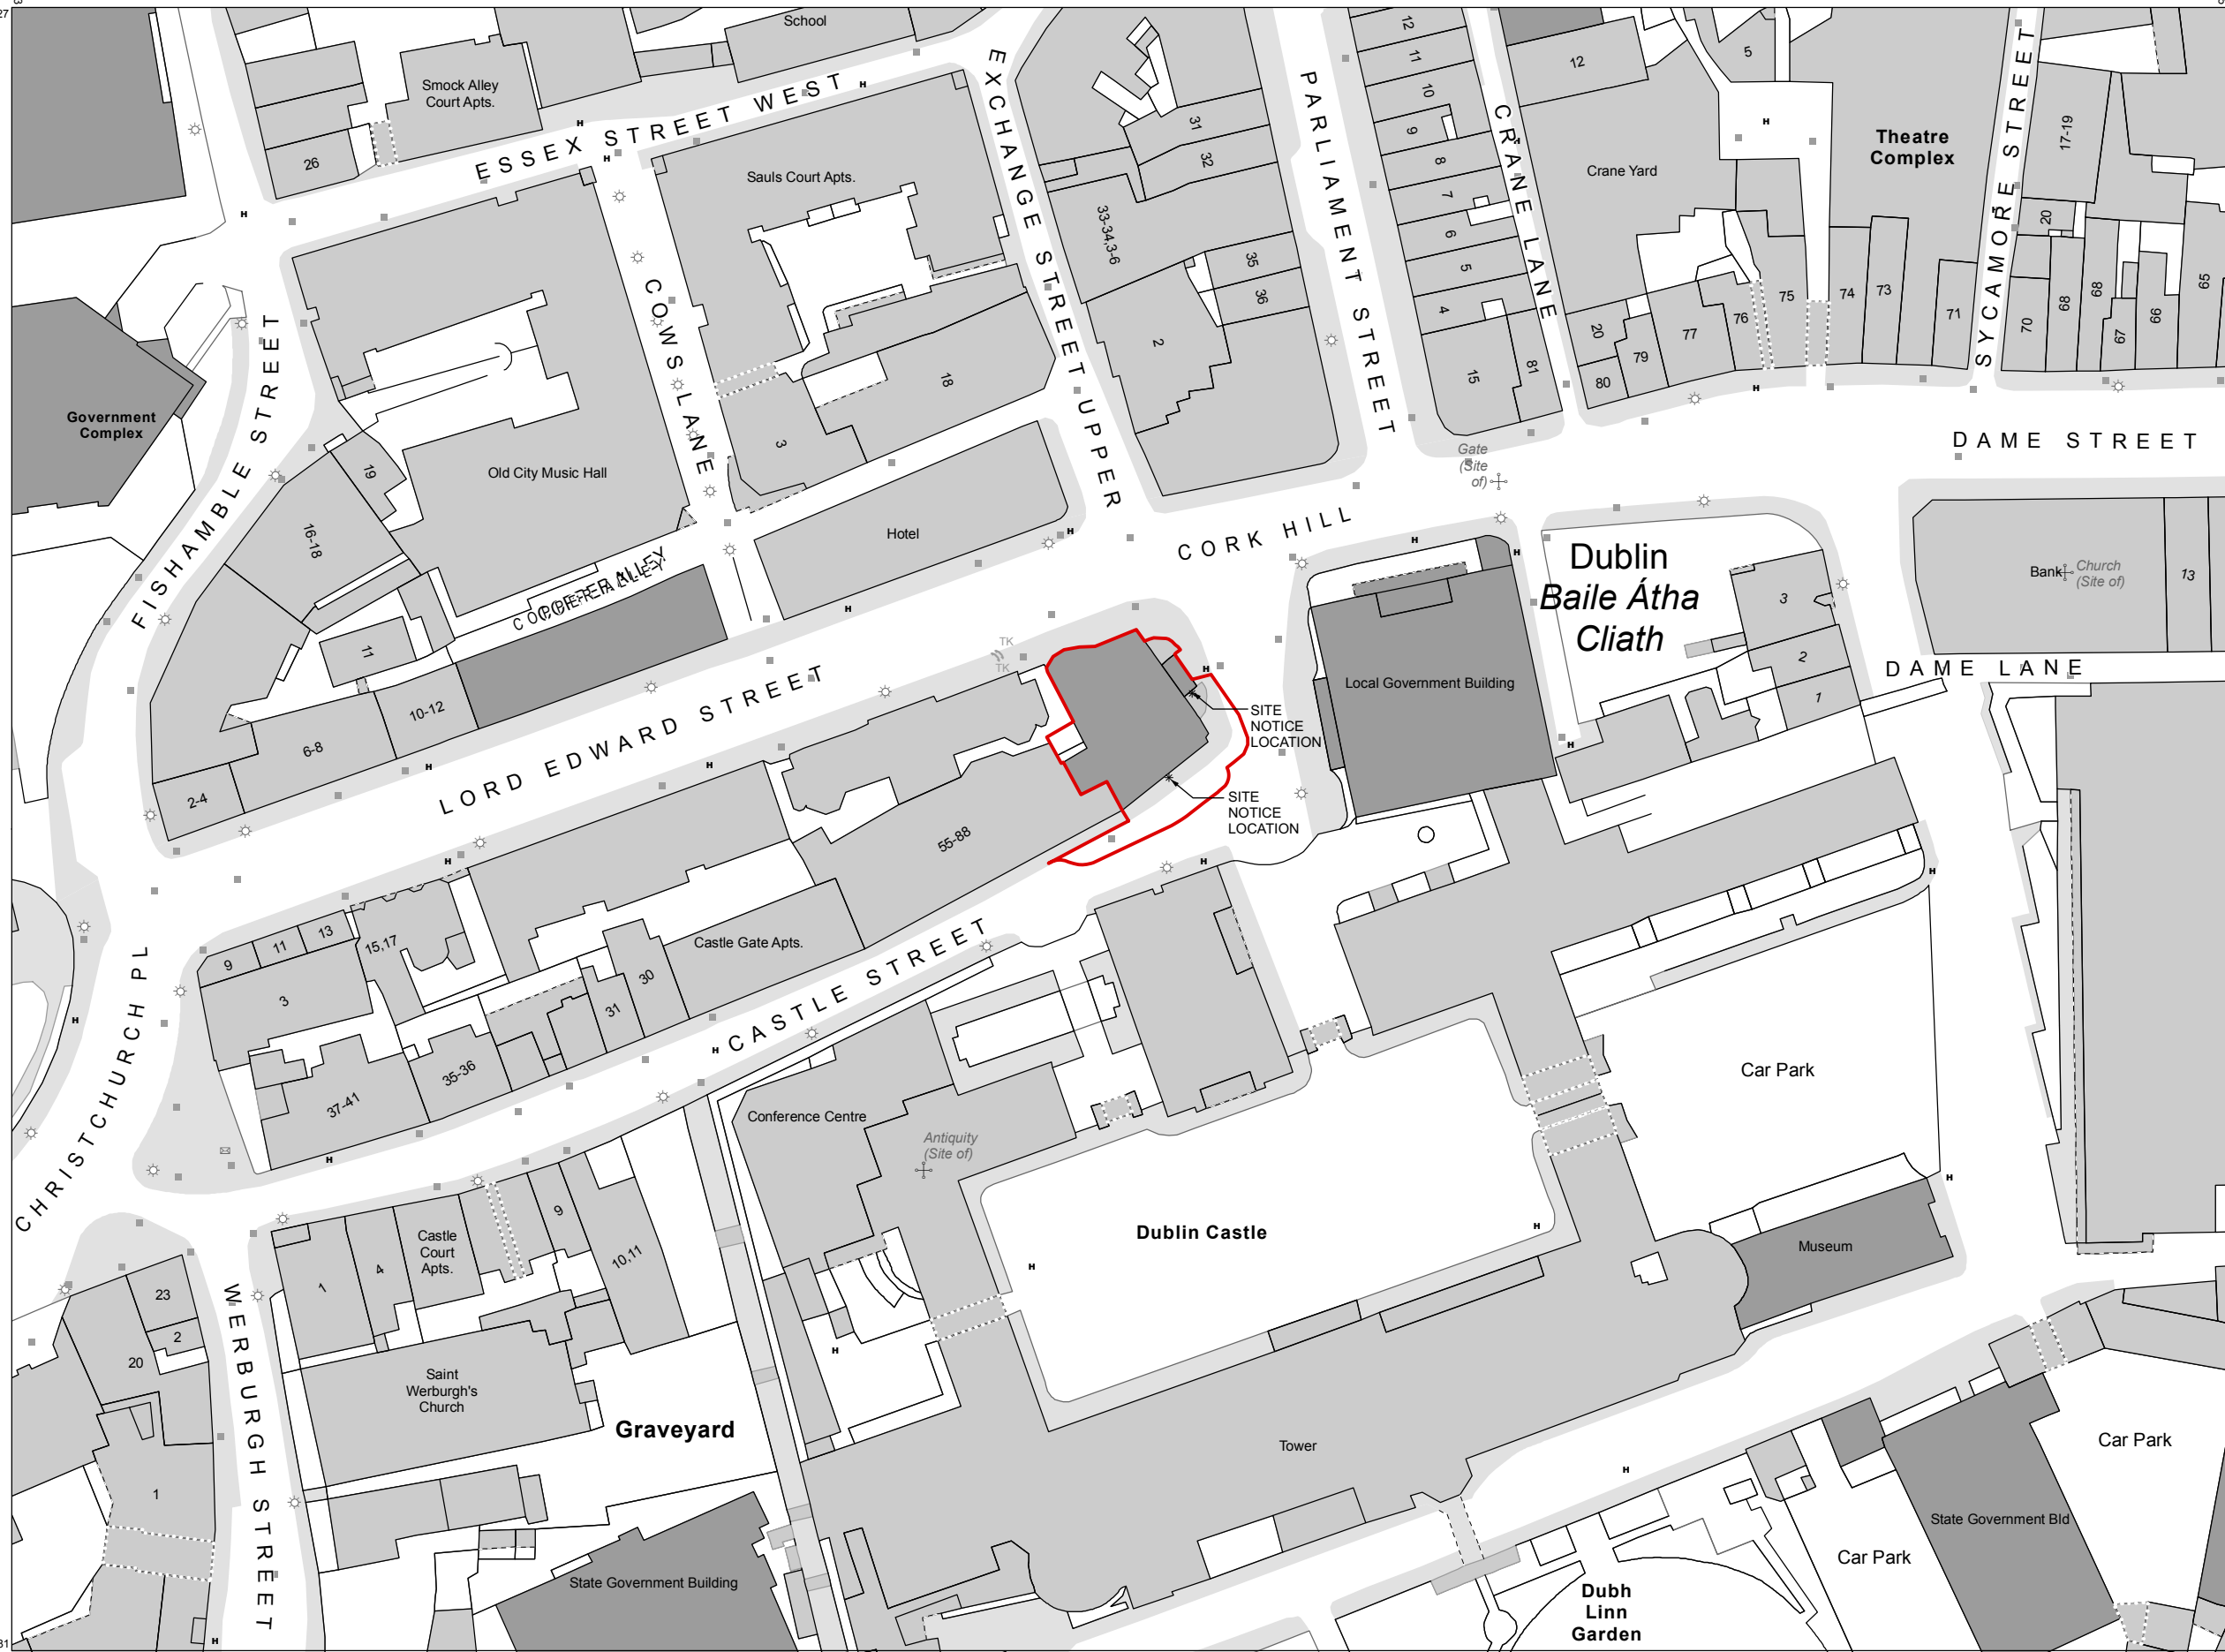 School
Smock Alley
Court Apts.
26
ESSEX STREET WEST
Sauls Court Apts.
EXCHANGE STREET UPPER
31
32
33-34,3-6
35
36
2
PARLIAMENT STREET
12
11
10
9
8
7
6
5
4
15
81
CRANE LANE
12
5
Crane Yard
Theatre
Complex
20
80
79
77
76
75
74
73
71
SYCAMORE STREET
17-19
20
70
68
68
67
66
65
Government
Complex
FISHAMBLE STREET
COWS LANE
18
3
19
Old City Music Hall
16-18
Hotel
COPPER ALLEY
11
10-12
6-8
2-4
LORD EDWARD STREET
CORK HILL
Gate
(Site
of)
DAME STREET
Dublin
Baile Átha
Cliath
3
2
1
Bank
Church
(Site of)
13
DAME LANE
TK
TK
Local Government Building
SITE
NOTICE
LOCATION
SITE
NOTICE
LOCATION
55-88
9
11
13
15,17
3
Castle Gate Apts.
30
31
35-36
37-41
CASTLE STREET
CHRISTCHURCH PL
Conference Centre
Antiquity
(Site of)
Dublin Castle
Car Park
Museum
1
4
Castle
Court
Apts.
9
10,11
23
2
20
1
WERBURGH STREET
Saint
Werburgh's
Church
Graveyard
Tower
State Government Building
Dubh
Linn
Garden
Car Park
State Government Bld
Car Park